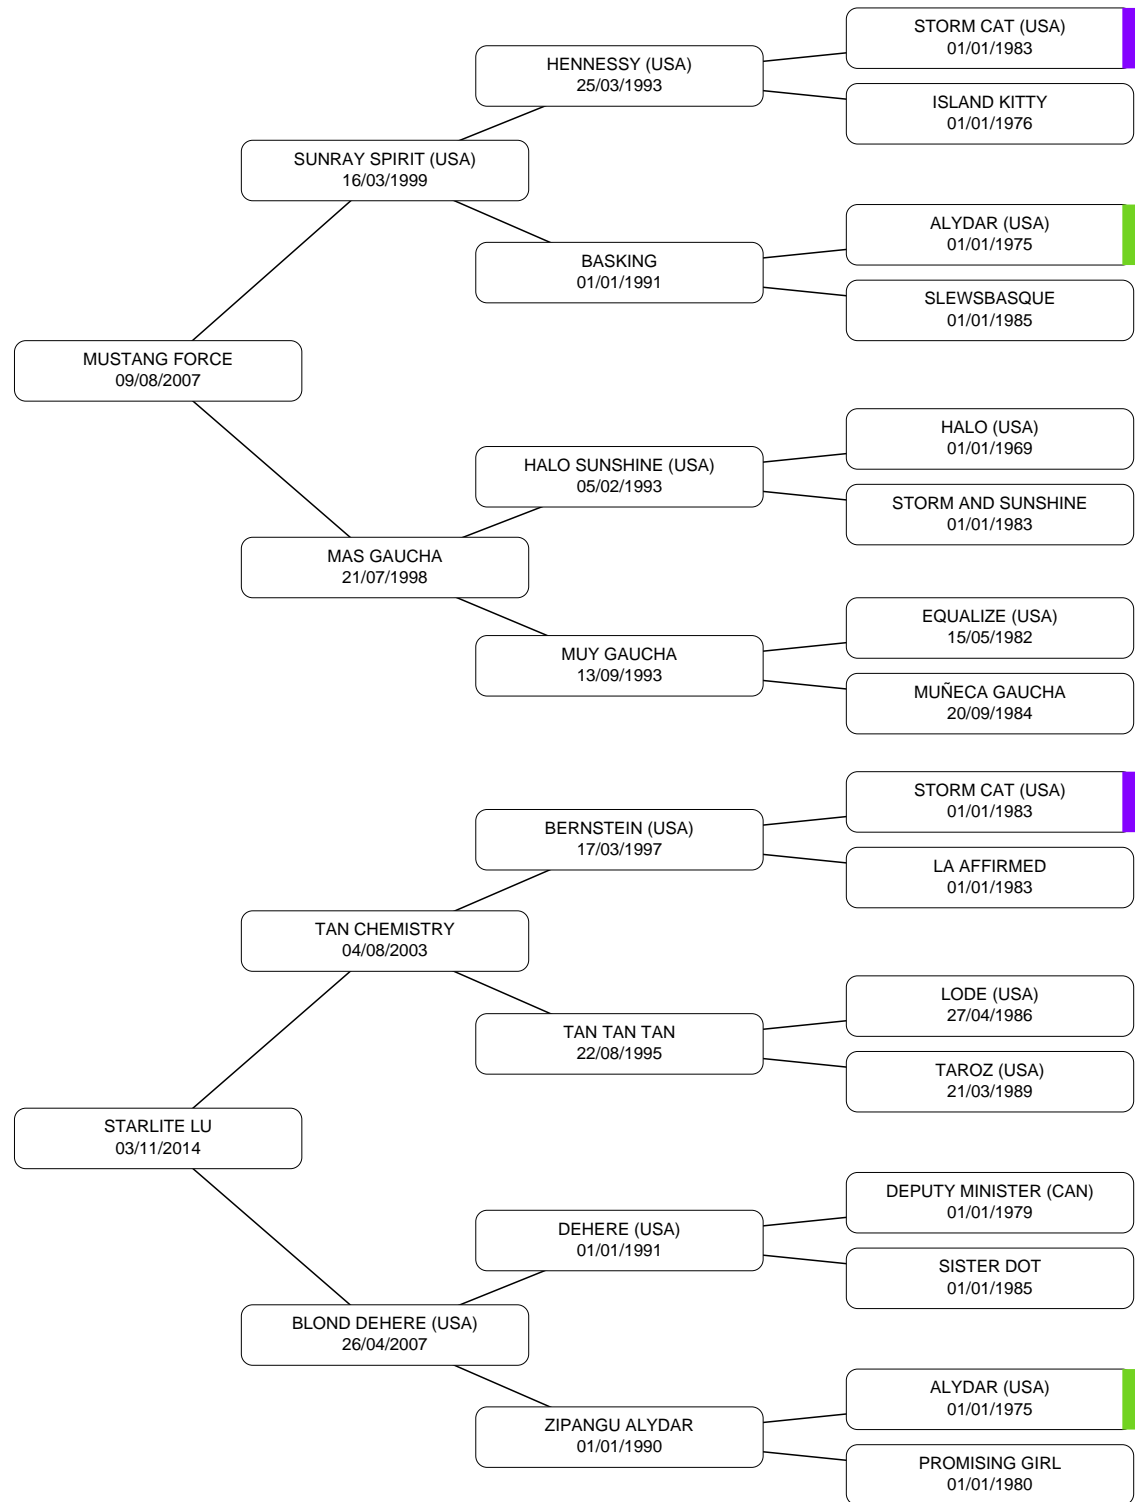 STORM CAT (USA)
01/01/1983
HENNESSY (USA)
25/03/1993
ISLAND KITTY
01/01/1976
SUNRAY SPIRIT (USA)
16/03/1999
ALYDAR (USA)
01/01/1975
BASKING
01/01/1991
SLEWSBASQUE
01/01/1985
MUSTANG FORCE
09/08/2007
HALO (USA)
01/01/1969
HALO SUNSHINE (USA)
05/02/1993
STORM AND SUNSHINE
01/01/1983
MAS GAUCHA
21/07/1998
EQUALIZE (USA)
15/05/1982
MUY GAUCHA
13/09/1993
MUÑECA GAUCHA
20/09/1984
STORM CAT (USA)
01/01/1983
BERNSTEIN (USA)
17/03/1997
LA AFFIRMED
01/01/1983
TAN CHEMISTRY
04/08/2003
LODE (USA)
27/04/1986
TAN TAN TAN
22/08/1995
TAROZ (USA)
21/03/1989
STARLITE LU
03/11/2014
DEPUTY MINISTER (CAN)
01/01/1979
DEHERE (USA)
01/01/1991
SISTER DOT
01/01/1985
BLOND DEHERE (USA)
26/04/2007
ALYDAR (USA)
01/01/1975
ZIPANGU ALYDAR
01/01/1990
PROMISING GIRL
01/01/1980